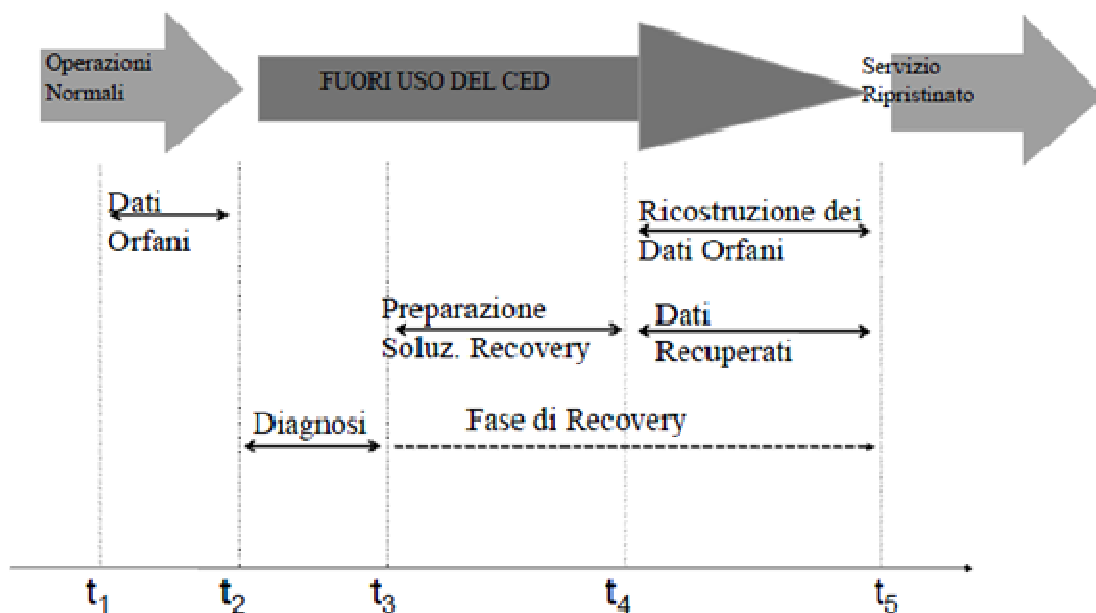 Operazioni
Normali
FUORI USO DEL CED
Servizio
Ripristinato
Dati
Orfani
Ricostruzione dei
Dati Orfani
Preparazione
Soluz. Recovery
Dati
Recuperati
Diagnosi
Fase di Recovery
t1
t2
t3
t4
t5